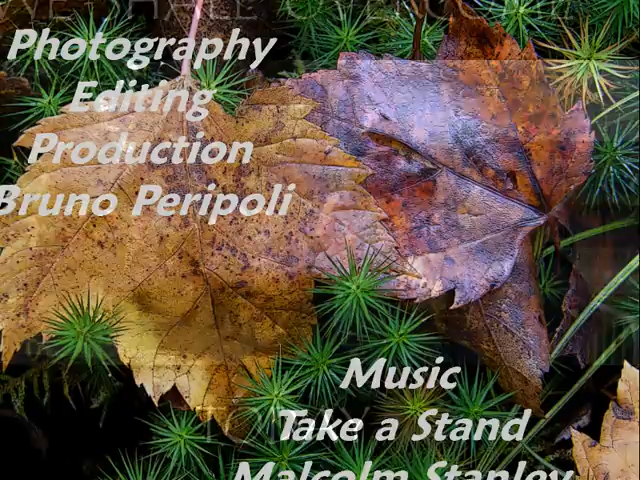 Photography
Editing
Production
Bruno Peripoli
Music
Take a Stand
Malcolm Stanley